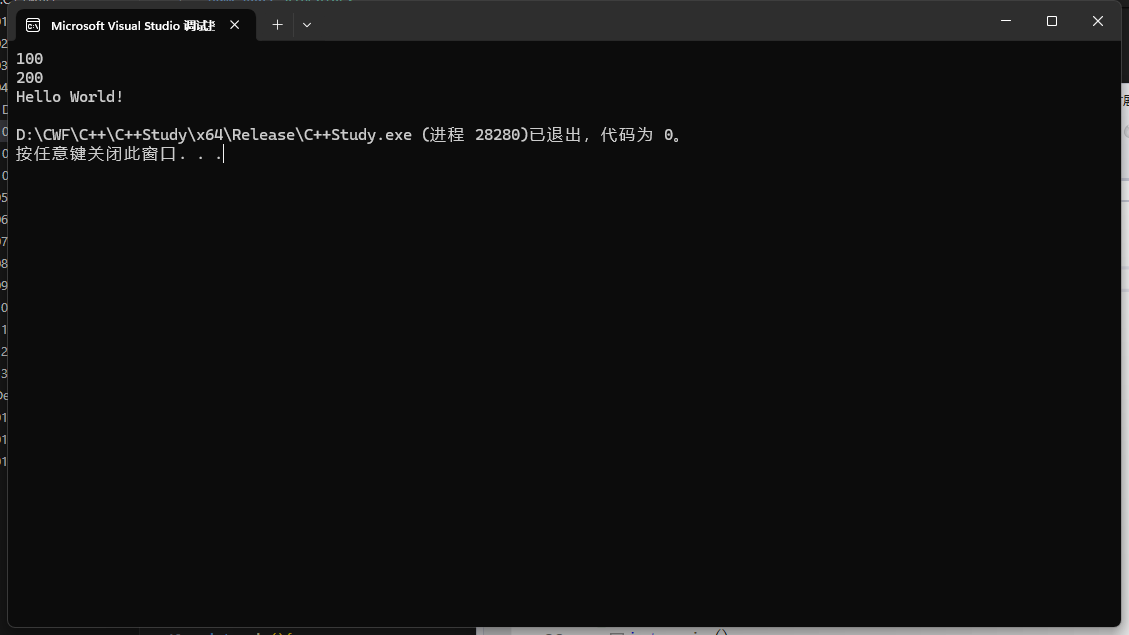 Microsoft Visual Studio 调试
100
200
Hello World!
D:\CWF\C++\C++Study\x64\Release\C++Study.exe (进程 28280)已退出，代码为 0。
按任意键关闭此窗口. . .